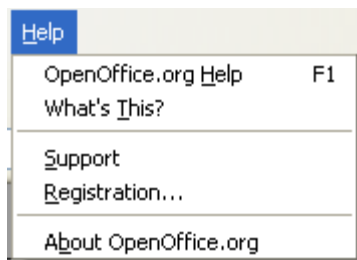 Help
OpenOffice.org Help F1
What's This?
Support
Registration...
About OpenOffice.org